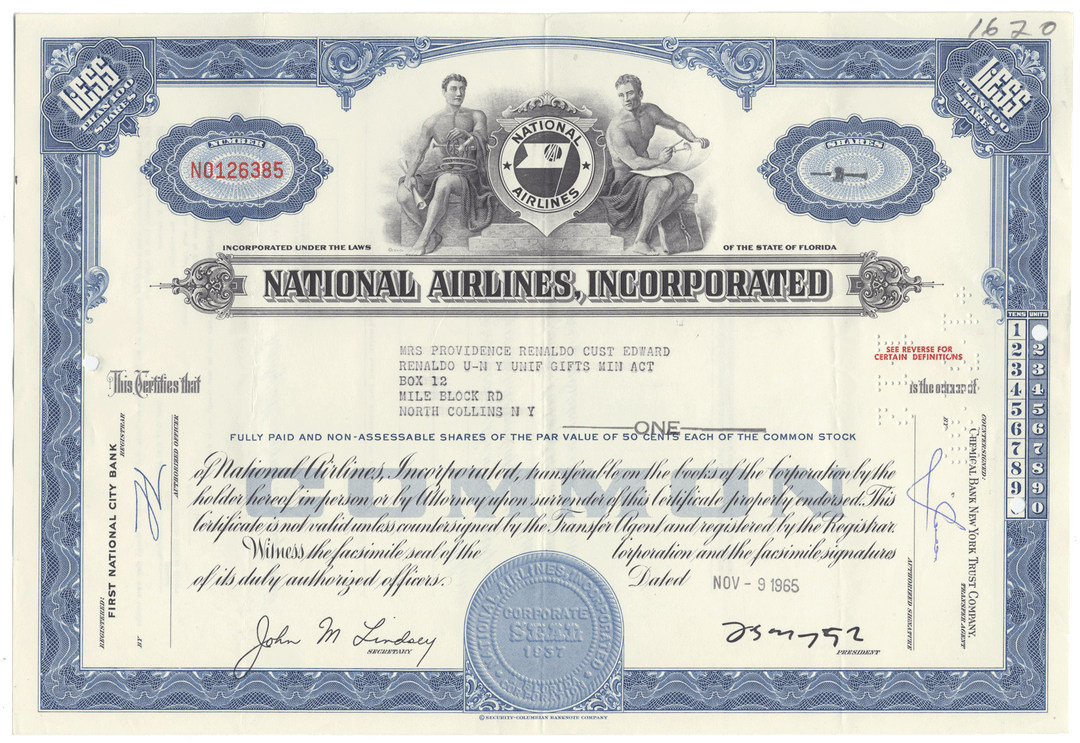 1620
LESS
THAN 100
SHARES
LESS
THAN 100
SHARES
NUMBER
NO126385
NATIONAL
AIRLINES
SHARES
INCORPORATED UNDER THE LAWS
OF THE STATE OF FLORIDA
NATIONAL AIRLINES, INCORPORATED
MRS PROVIDENCE RENALDO CUST EDWARD
RENALDO U-N Y UNIF GIFTS MIN ACT
BOX 12
MILE BLOCK RD
NORTH COLLINS N Y
SEE REVERSE FOR
CERTAIN DEFINITIONS
This Certifies that
is the owner of
ONE
FULLY PAID AND NON-ASSESSABLE SHARES OF THE PAR VALUE OF 50 CENTS EACH OF THE COMMON STOCK
COMMON
of National Airlines, Incorporated, transferable on the books of the Corporation by the
holder hereof in person or by Attorney upon surrender of this Certificate properly endorsed. This
Certificate is not valid unless countersigned by the Transfer Agent and registered by the Registrar.
Witness the facsimile seal of the Corporation and the facsimile signatures
of its duly authorized officers.
Dated NOV - 9 1965
John M Lindsey
SECRETARY
PRESIDENT
NATIONAL AIRLINES, INCORPORATED
CORPORATE
SEAL
1937
FLORIDA
REGISTERED:
FIRST NATIONAL CITY BANK
REGISTRAR
BY
AUTHORIZED OFFICER
COUNTERSIGNED:
CHEMICAL BANK NEW YORK TRUST COMPANY,
TRANSFER AGENT
BY
AUTHORIZED SIGNATURE
TENS UNITS
1
2 2
3 3
4 4
5 5
6 6
7 7
8 8
9 9
0
© SECURITY-COLUMBIAN BANKNOTE COMPANY